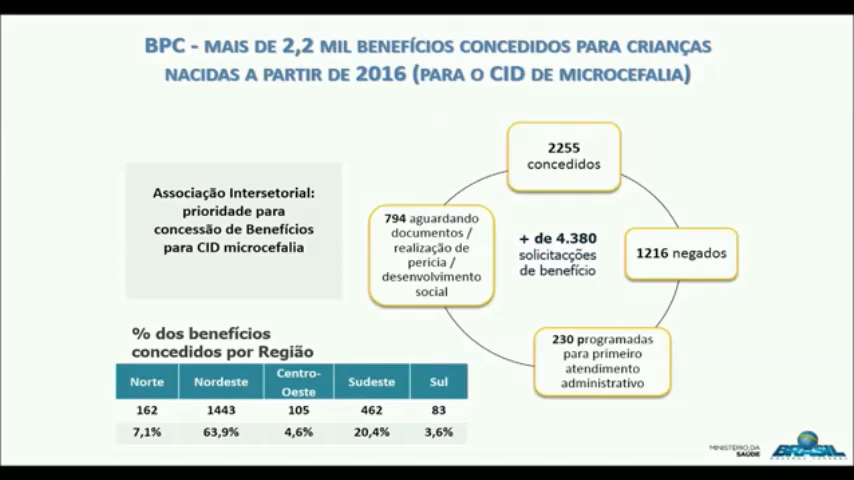 BPC - MAIS DE 2,2 MIL BENEFÍCIOS CONCEDIDOS PARA CRIANÇAS
NACIDAS A PARTIR DE 2016 (PARA O CID DE MICROCEFALIA)
Associação Intersetorial:
prioridade para
concessão de Benefícios
para CID microcefalia
2255
concedidos
794 aguardando
documentos /
realização de
pericia /
desenvolvimento
social
+ de 4.380
solicitacções
de benefício
1216 negados
230 programadas
para primeiro
atendimento
administrativo
% dos benefícios
concedidos por Região
Norte Nordeste Centro-Oeste Sudeste Sul
162 1443 105 462 83
7,1% 63,9% 4,6% 20,4% 3,6%
MINISTÉRIO DA
SAÚDE
BRASIL
GOVERNO FEDERAL